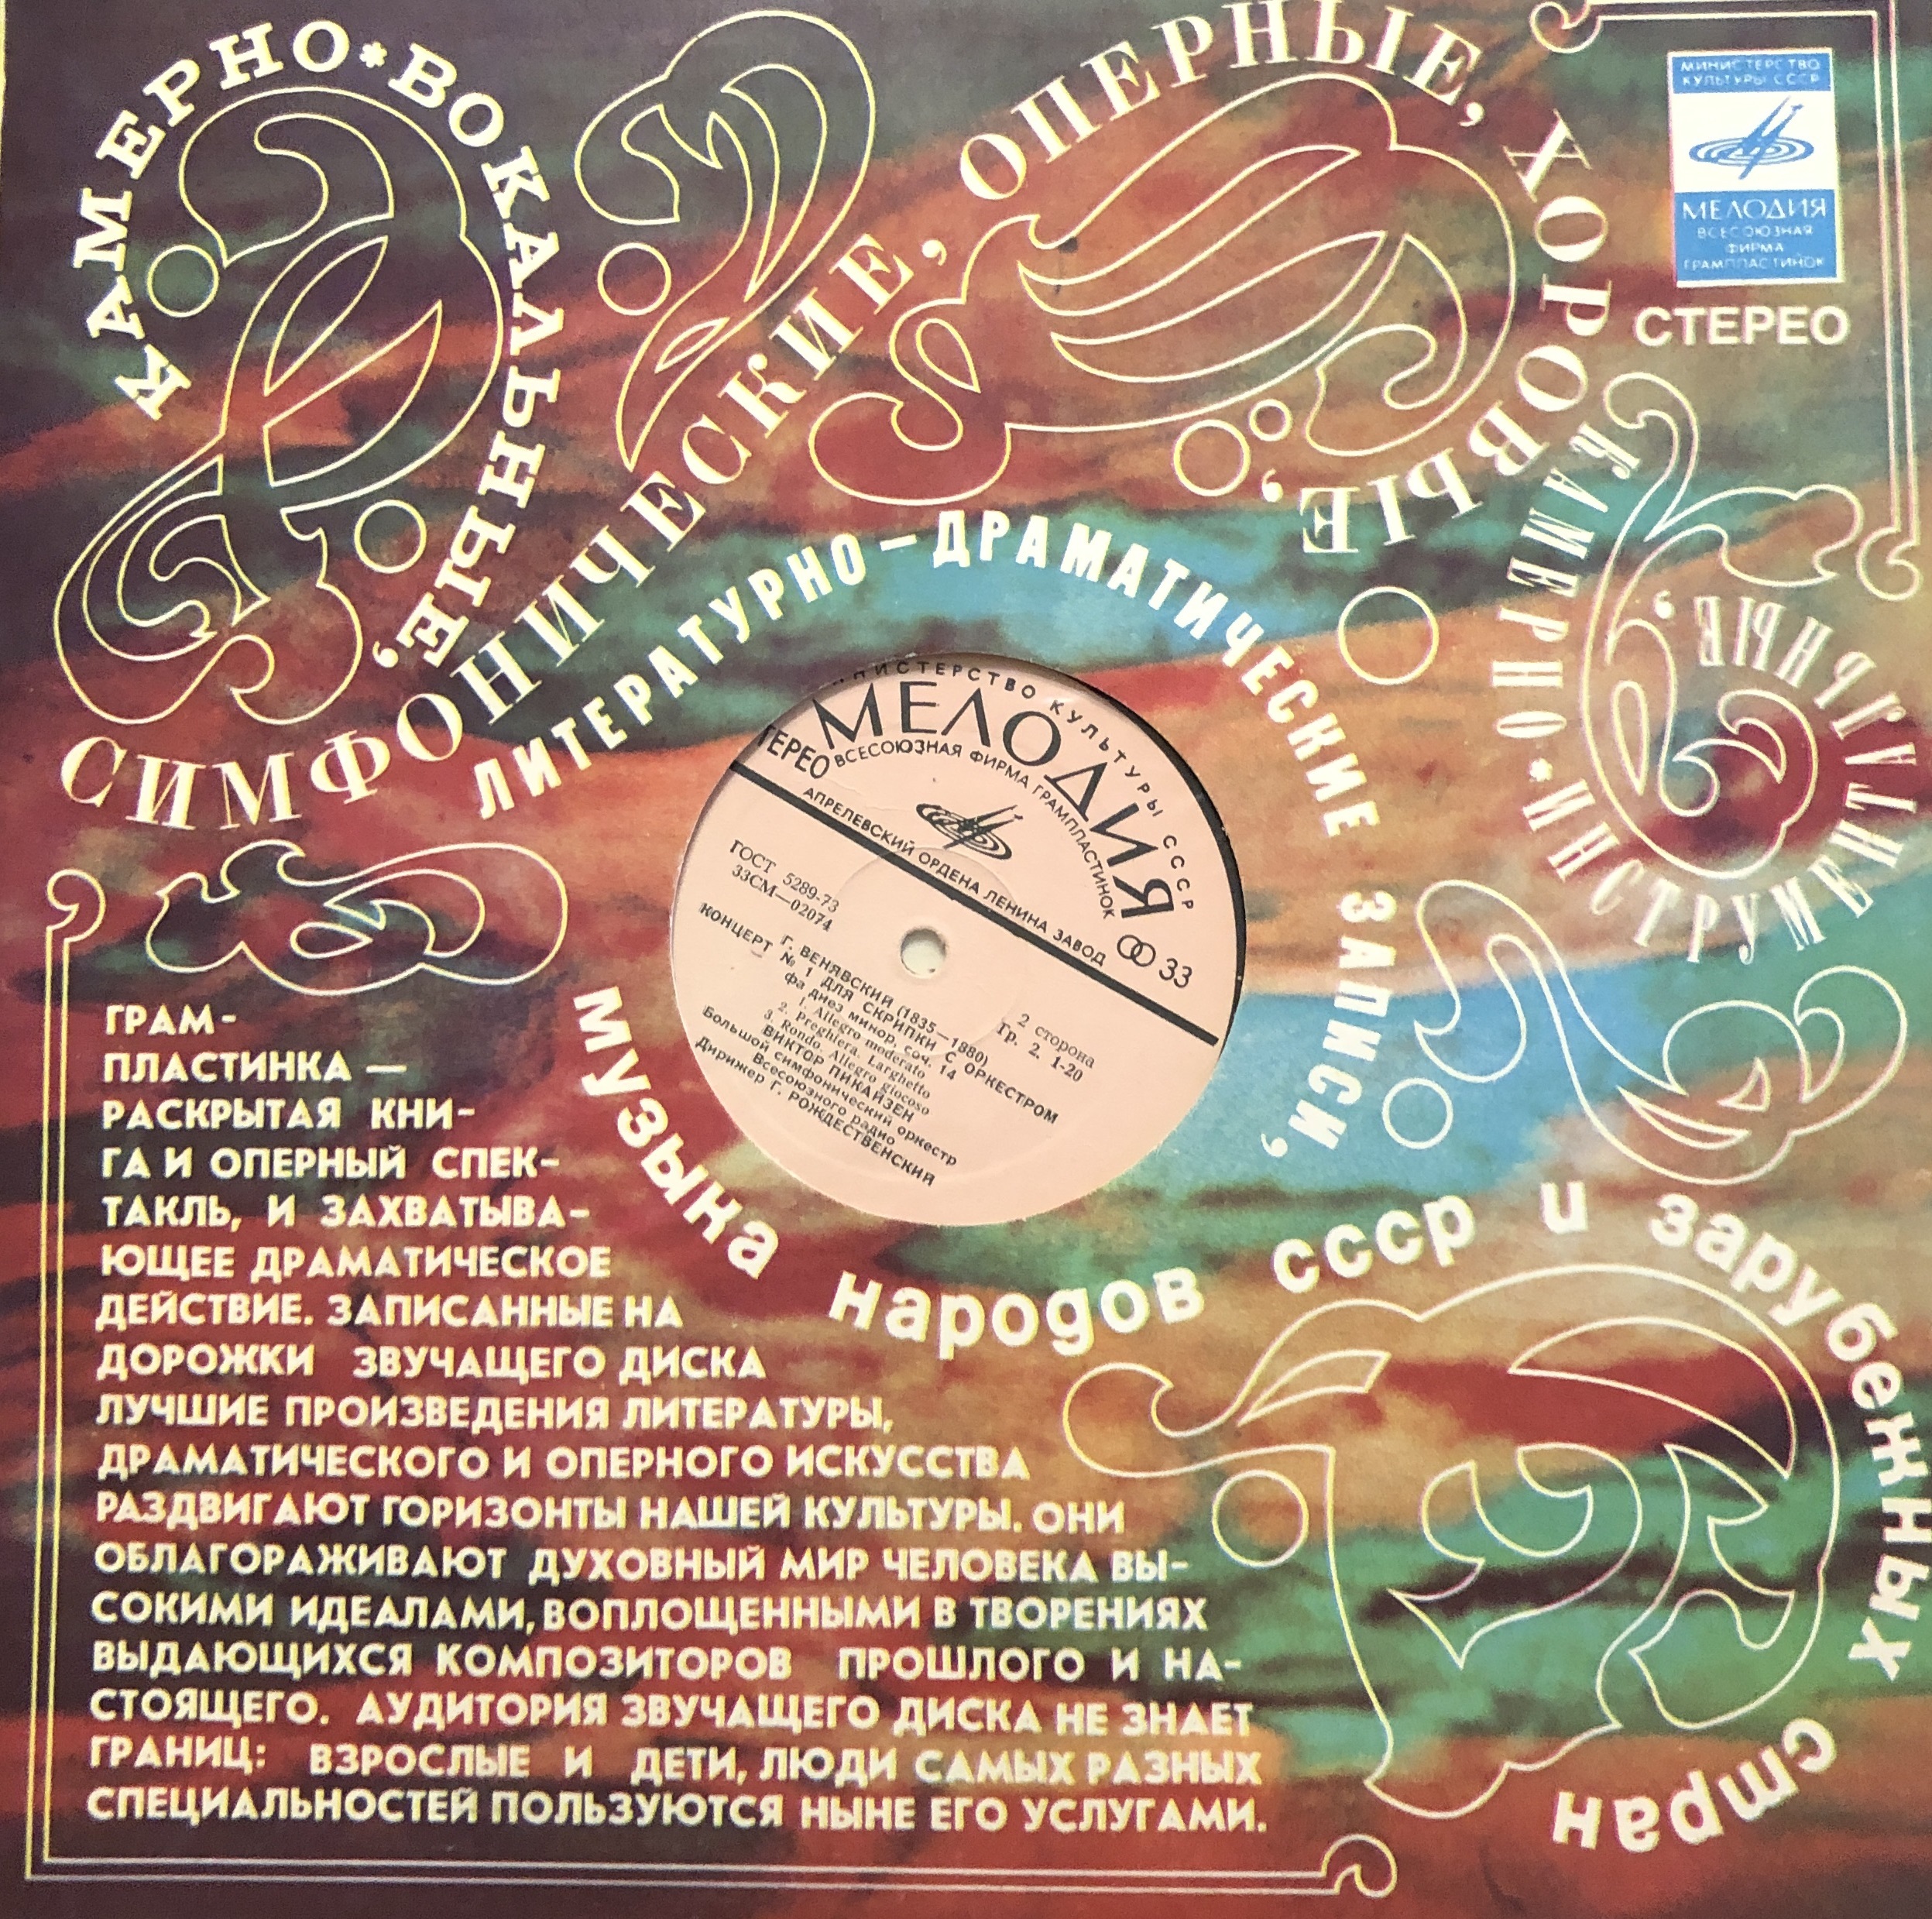 КАМЕРНО*ВОКАЛЬНЫЕ,
СИМФОНИЧЕСКИЕ, ОПЕРНЫЕ, ХОРОВЫЕ,
КАМЕРНО*ИНСТРУМЕНТАЛЬНЫЕ,
ЛИТЕРАТУРНО-ДРАМАТИЧЕСКИЕ ЗАПИСИ,
музыка народов ссср и зарубежных стран
МИНИСТЕРСТВО
КУЛЬТУРЫ СССР
МЕЛОДИЯ
ВСЕСОЮЗНАЯ
ФИРМА
ГРАМПЛАСТИНОК
СТЕРЕО
НИСТЕРСТВО КУЛЬТУРЫ СССР
МЕЛОДИЯ
ВСЕСОЮЗНАЯ ФИРМА ГРАМПЛАСТИНОК
ТЕРЕО
33
АПРЕЛЕВСКИЙ ОРДЕНА ЛЕНИНА ЗАВОД
ГОСТ 5289-73
33СМ—02074
2 сторона
Гр. 2. 1-20
Г. ВЕНЯВСКИЙ (1835—1880)
КОНЦЕРТ № 1 ДЛЯ СКРИПКИ С ОРКЕСТРОМ
фа диез минор, соч. 14
1. Allegro moderato
2. Preghiera. Larghetto
3. Rondo. Allegro giocoso
ВИКТОР ПИКАЙЗЕН
Большой симфонический оркестр
Всесоюзного радио
Дирижер Г. РОЖДЕСТВЕНСКИЙ
ГРАМ-
ПЛАСТИНКА —
РАСКРЫТАЯ КНИ-
ГА И ОПЕРНЫЙ СПЕК-
ТАКЛЬ, И ЗАХВАТЫВА-
ЮЩЕЕ ДРАМАТИЧЕСКОЕ
ДЕЙСТВИЕ. ЗАПИСАННЫЕ НА
ДОРОЖКИ ЗВУЧАЩЕГО ДИСКА
ЛУЧШИЕ ПРОИЗВЕДЕНИЯ ЛИТЕРАТУРЫ,
ДРАМАТИЧЕСКОГО И ОПЕРНОГО ИСКУССТВА
РАЗДВИГАЮТ ГОРИЗОНТЫ НАШЕЙ КУЛЬТУРЫ. ОНИ
ОБЛАГОРАЖИВАЮТ ДУХОВНЫЙ МИР ЧЕЛОВЕКА ВЫ-
СОКИМИ ИДЕАЛАМИ, ВОПЛОЩЕННЫМИ В ТВОРЕНИЯХ
ВЫДАЮЩИХСЯ КОМПОЗИТОРОВ ПРОШЛОГО И НА-
СТОЯЩЕГО. АУДИТОРИЯ ЗВУЧАЩЕГО ДИСКА НЕ ЗНАЕТ
ГРАНИЦ: ВЗРОСЛЫЕ И ДЕТИ, ЛЮДИ САМЫХ РАЗНЫХ
СПЕЦИАЛЬНОСТЕЙ ПОЛЬЗУЮТСЯ НЫНЕ ЕГО УСЛУГАМИ.